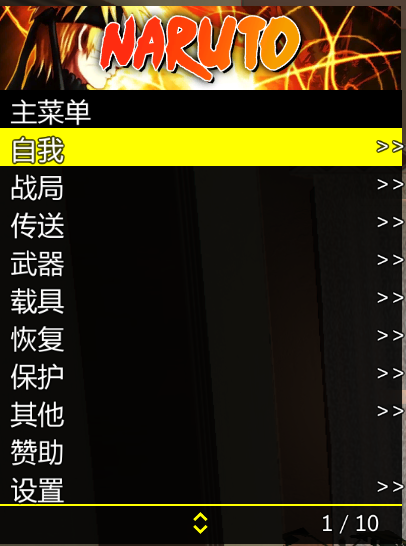 NARUTO
主菜单
自我 >>
战局 >>
传送 >>
武器 >>
载具 >>
恢复 >>
保护 >>
其他 >>
赞助
设置 >>
1 / 10